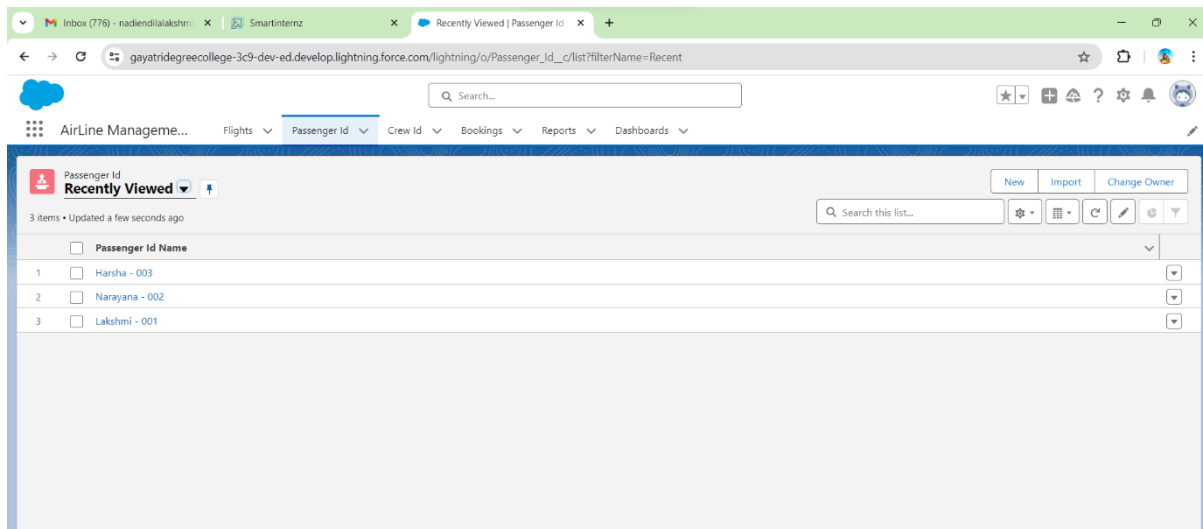 Inbox (776) - nadiendilalakshmi
Smartinternz
Recently Viewed | Passenger Id
gayatridegreecollege-3c9-dev-ed.develop.lightning.force.com/lightning/o/Passenger_Id__c/list?filterName=Recent
Search...
AirLine Manageme... Flights Passenger Id Crew Id Bookings Reports Dashboards
Passenger Id
Recently Viewed
New Import Change Owner
3 items • Updated a few seconds ago
Search this list...
Passenger Id Name
1 Harsha - 003
2 Narayana - 002
3 Lakshmi - 001